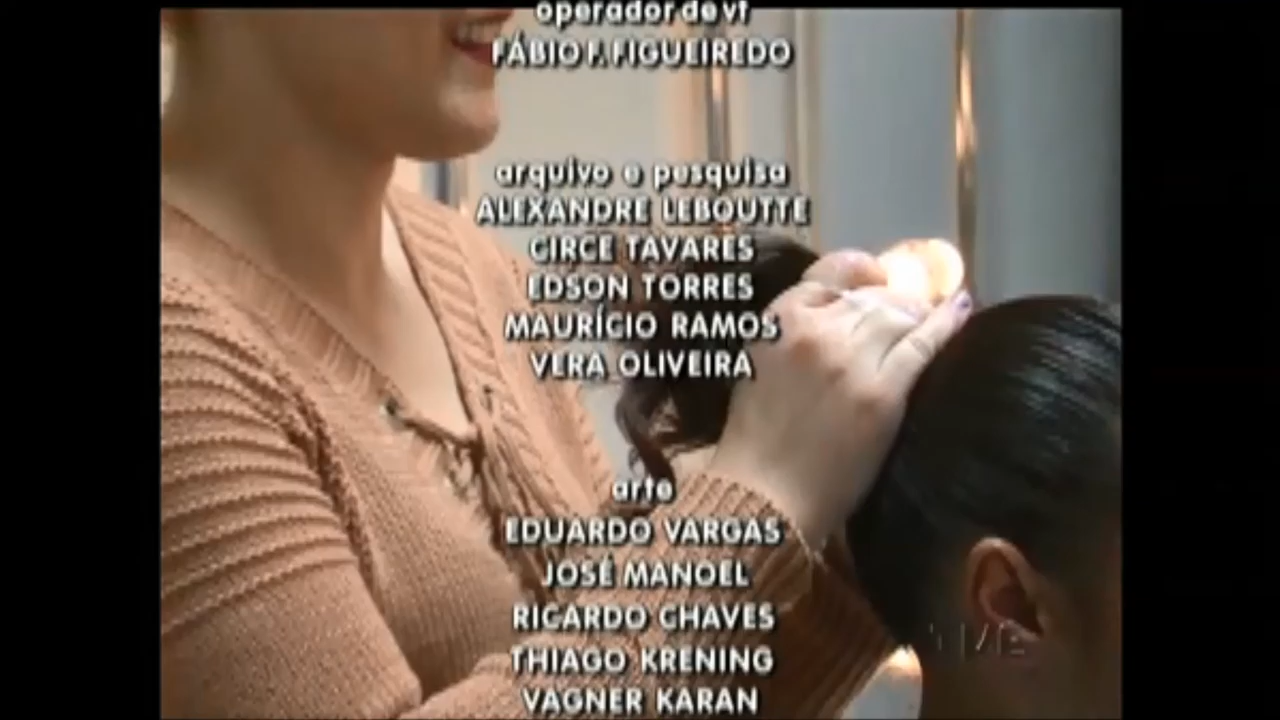 operador de vt
FÁBIO F. FIGUEIREDO
arquivo e pesquisa
ALEXANDRE LEBOUTTE
CIRCE TAVARES
EDSON TORRES
MAURÍCIO RAMOS
VERA OLIVEIRA
arte
EDUARDO VARGAS
JOSÉ MANOEL
RICARDO CHAVES
THIAGO KRENING
VAGNER KARAN